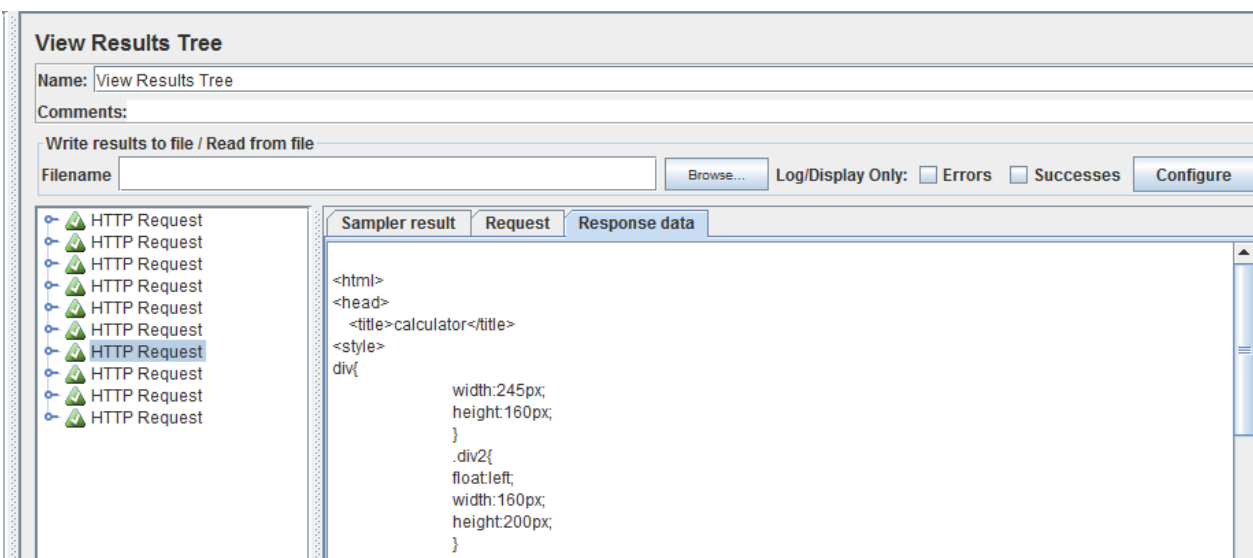 View Results Tree
Name: View Results Tree
Comments:
Write results to file / Read from file
Filename Browse... Log/Display Only: Errors Successes Configure
HTTP Request
HTTP Request
HTTP Request
HTTP Request
HTTP Request
HTTP Request
HTTP Request
HTTP Request
HTTP Request
HTTP Request
Sampler result Request Response data
<html>
<head>
<title>calculator</title>
<style>
div{
width:245px;
height:160px;
}
.div2{
float:left;
width:160px;
height:200px;
}